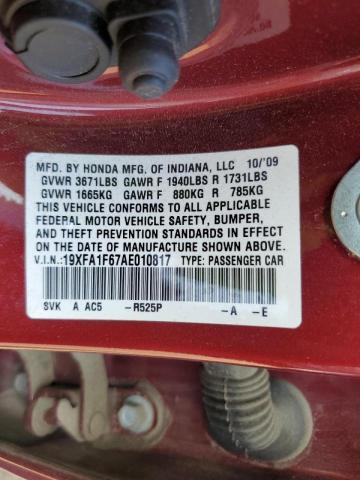 MFD. BY HONDA MFG. OF INDIANA, LLC 10/'09
GVWR 3671LBS GAWR F 1940LBS R 1731LBS
GVWR 1665KG GAWR F 880KG R 785KG
THIS VEHICLE CONFORMS TO ALL APPLICABLE
FEDERAL MOTOR VEHICLE SAFETY, BUMPER,
AND THEFT PREVENTION STANDARDS IN EFFECT
ON THE DATE OF MANUFACTURE SHOWN ABOVE.
V.I.N.:19XFA1F67AE010817 TYPE: PASSENGER CAR
SVK A AC5 -R525P -A -E